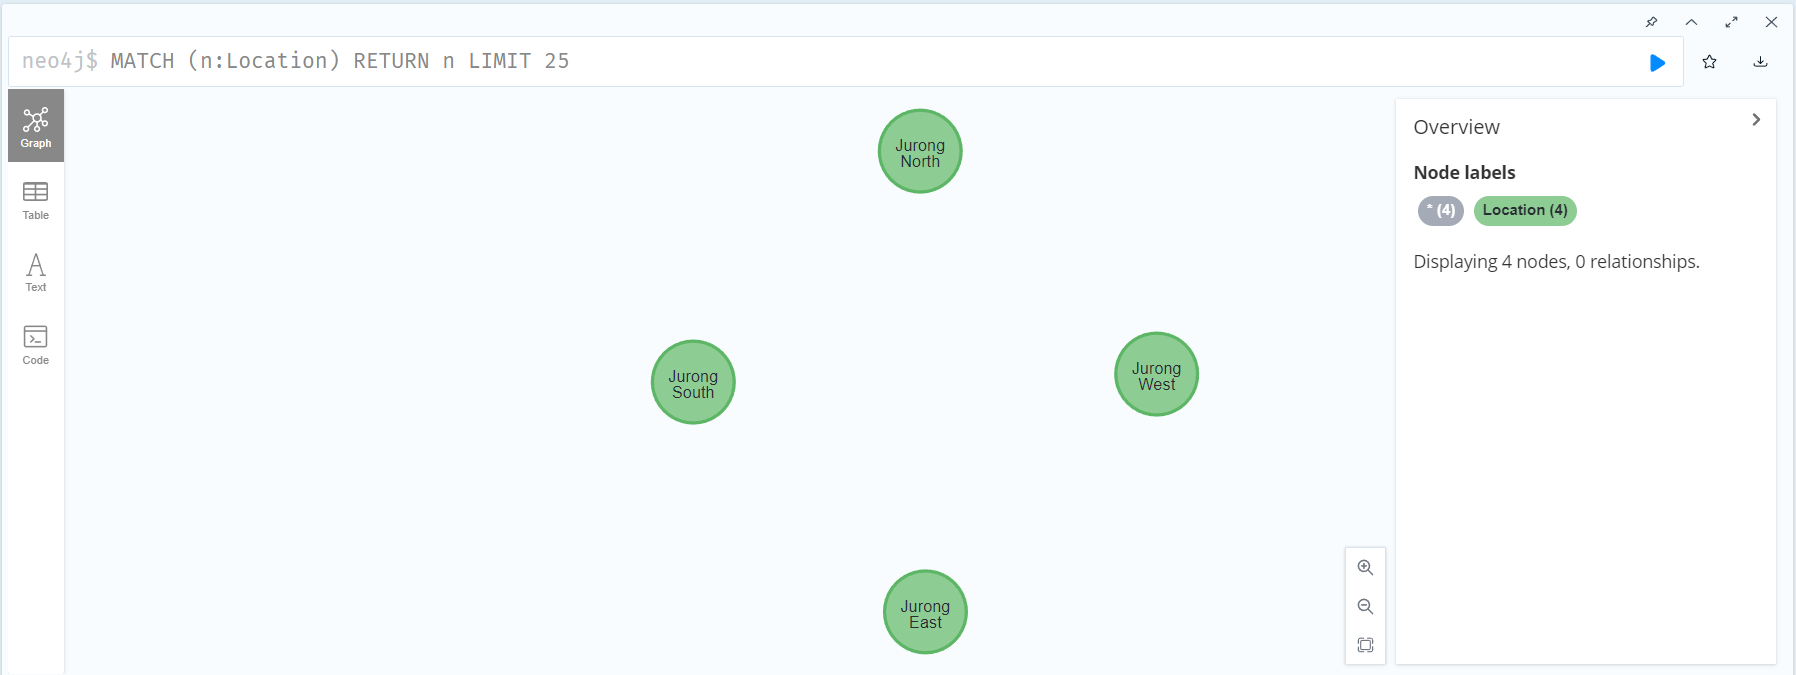 neo4j$ MATCH (n:Location) RETURN n LIMIT 25
Graph
Table
Text
Code
Jurong
North
Jurong
South
Jurong
West
Jurong
East
Overview
Node labels
* (4) Location (4)
Displaying 4 nodes, 0 relationships.